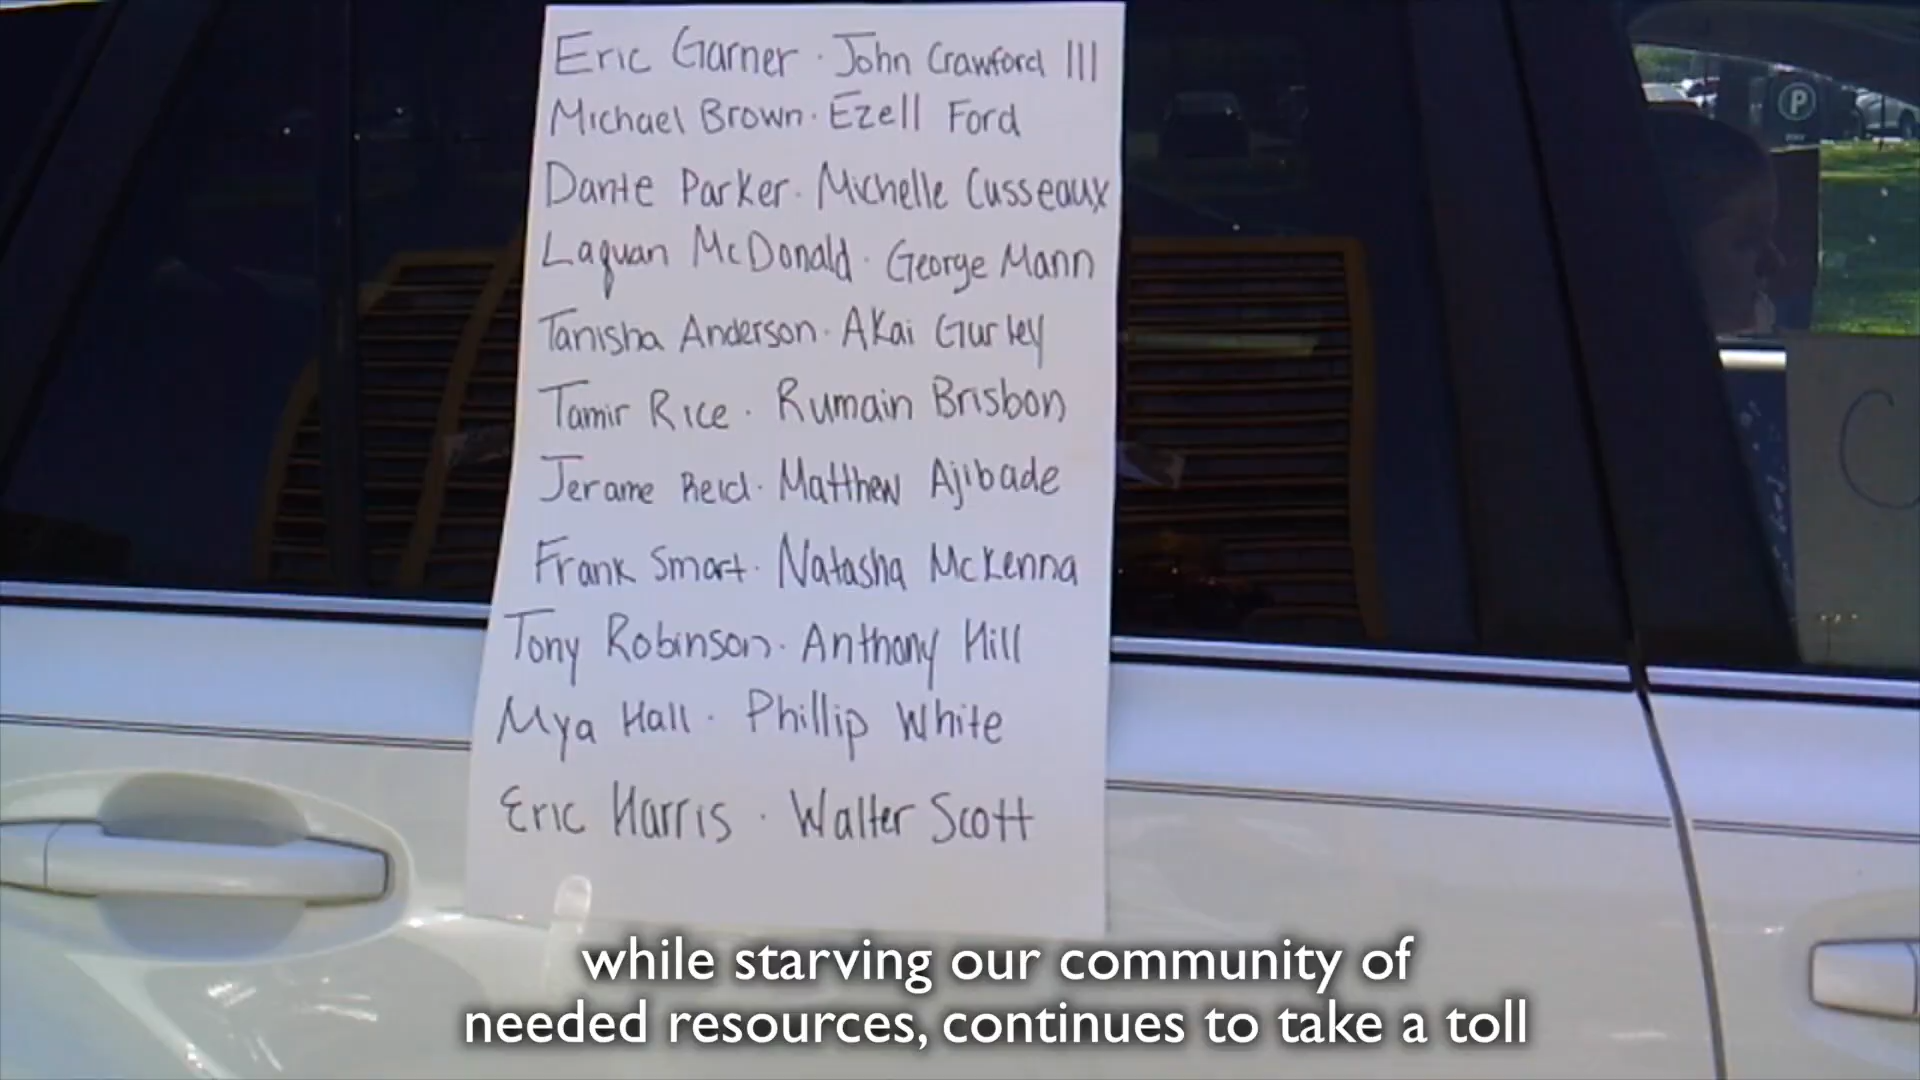 Eric Garner · John Crawford III
Michael Brown · Ezell Ford
Dante Parker · Michelle Cusseaux
Laquan McDonald · George Mann
Tanisha Anderson · Akai Gurley
Tamir Rice · Rumain Brisbon
Jerame Reid · Matthew Ajibade
Frank Smart · Natasha McKenna
Tony Robinson · Anthony Hill
Mya Hall · Phillip White
Eric Harris · Walter Scott
P
C
while starving our community of
needed resources, continues to take a toll